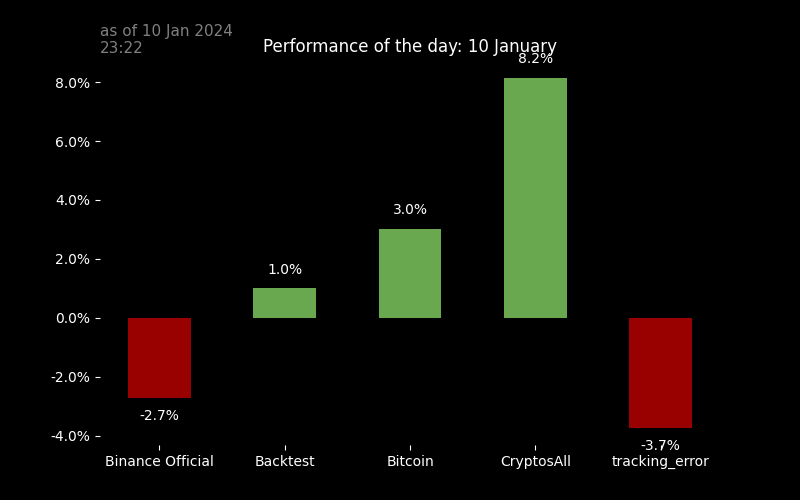 as of 10 Jan 2024
23:22
Performance of the day: 10 January
8.2%
8.0%
6.0%
4.0%
3.0%
2.0%
1.0%
0.0%
-2.0%
-2.7%
-4.0%
-3.7%
Binance Official
Backtest
Bitcoin
CryptosAll
tracking_error